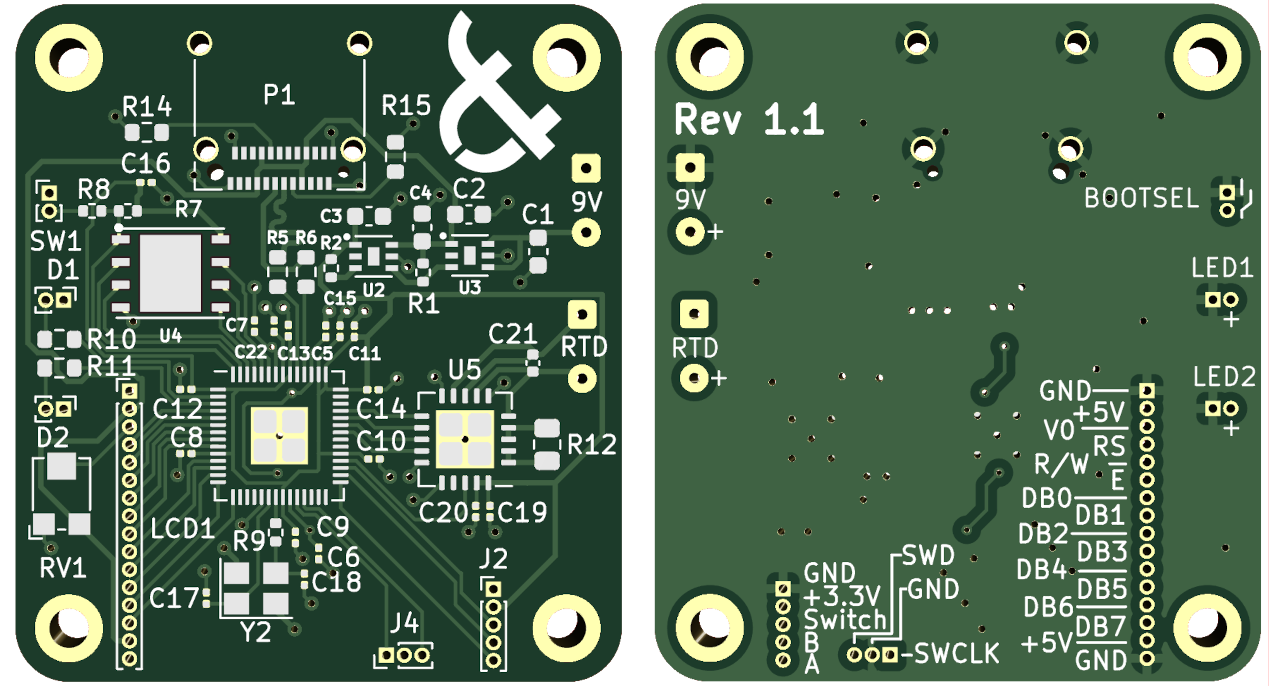 &
P1
R14
R15
C16
R8
R7
C4
C2
C3
C1
9V
SW1
R5
R6
R2
D1
U2
U3
R1
C15
U4
C7
RTD
C22
C13
C5
C11
C21
R10
R11
U5
C12
C14
D2
C8
C10
R12
LCD1
C20
C19
R9
C9
C6
RV1
J2
C18
C17
Y2
J4
Rev 1.1
9V
+
BOOTSEL
LED1
+
RTD
+
LED2
+
GND
+5V
V0
RS
R/W
E
DB0
DB1
DB2
DB3
DB4
DB5
DB6
DB7
+5V
GND
SWD
GND
SWCLK
GND
+3.3V
Switch
B
A